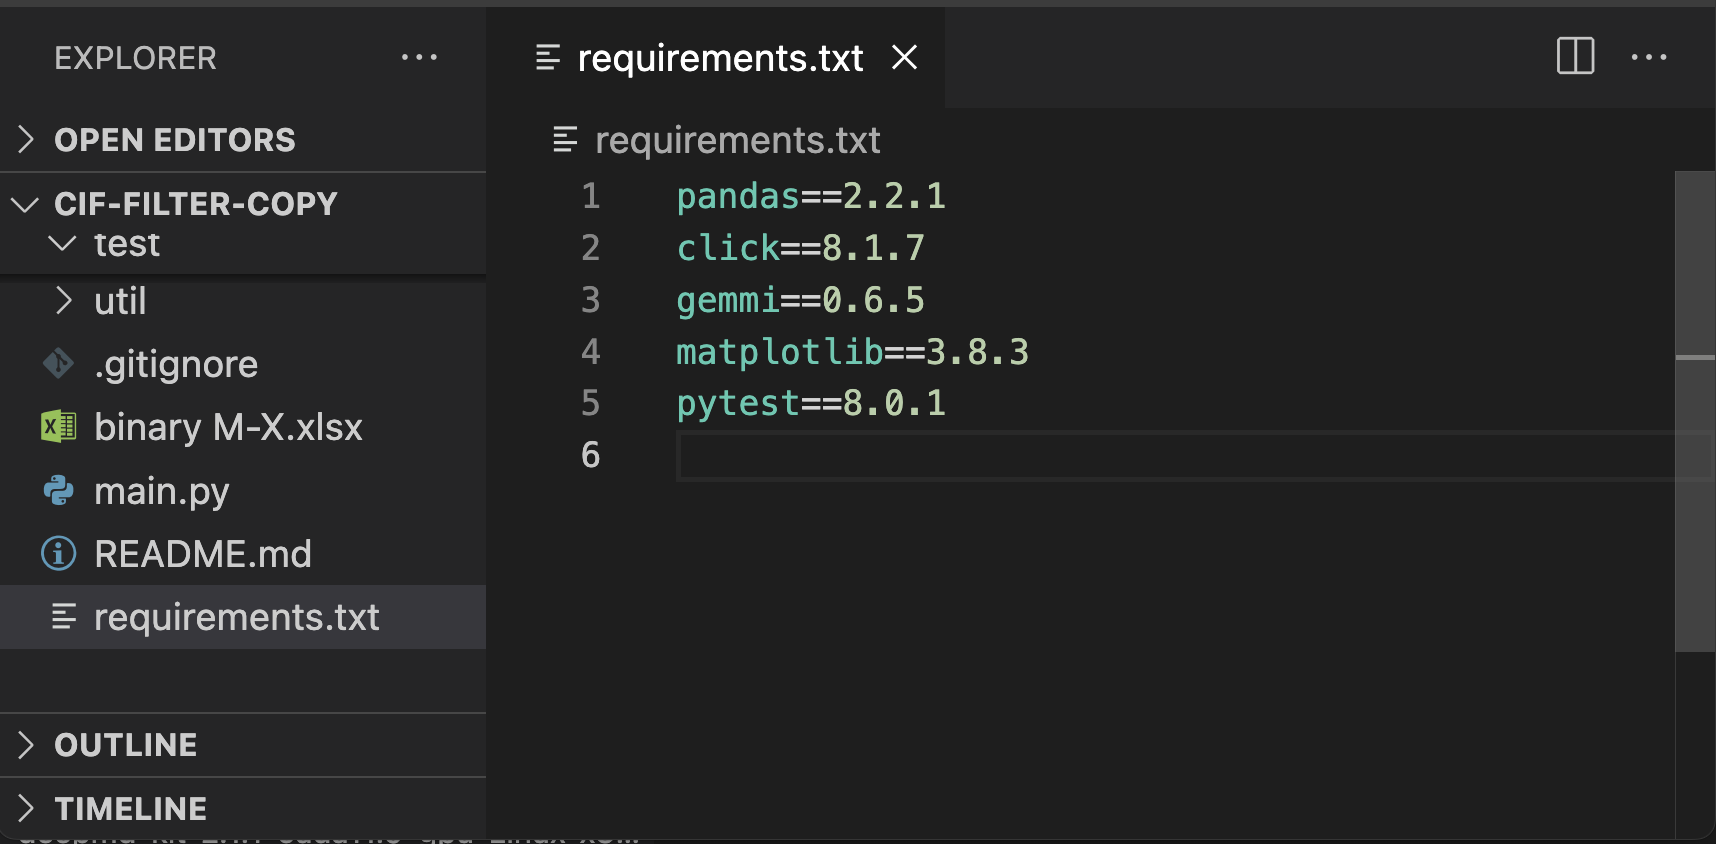 EXPLORER
OPEN EDITORS
CIF-FILTER-COPY
test
util
.gitignore
binary M-X.xlsx
main.py
README.md
requirements.txt
OUTLINE
TIMELINE
requirements.txt
requirements.txt
1 pandas==2.2.1
2 click==8.1.7
3 gemmi==0.6.5
4 matplotlib==3.8.3
5 pytest==8.0.1
6